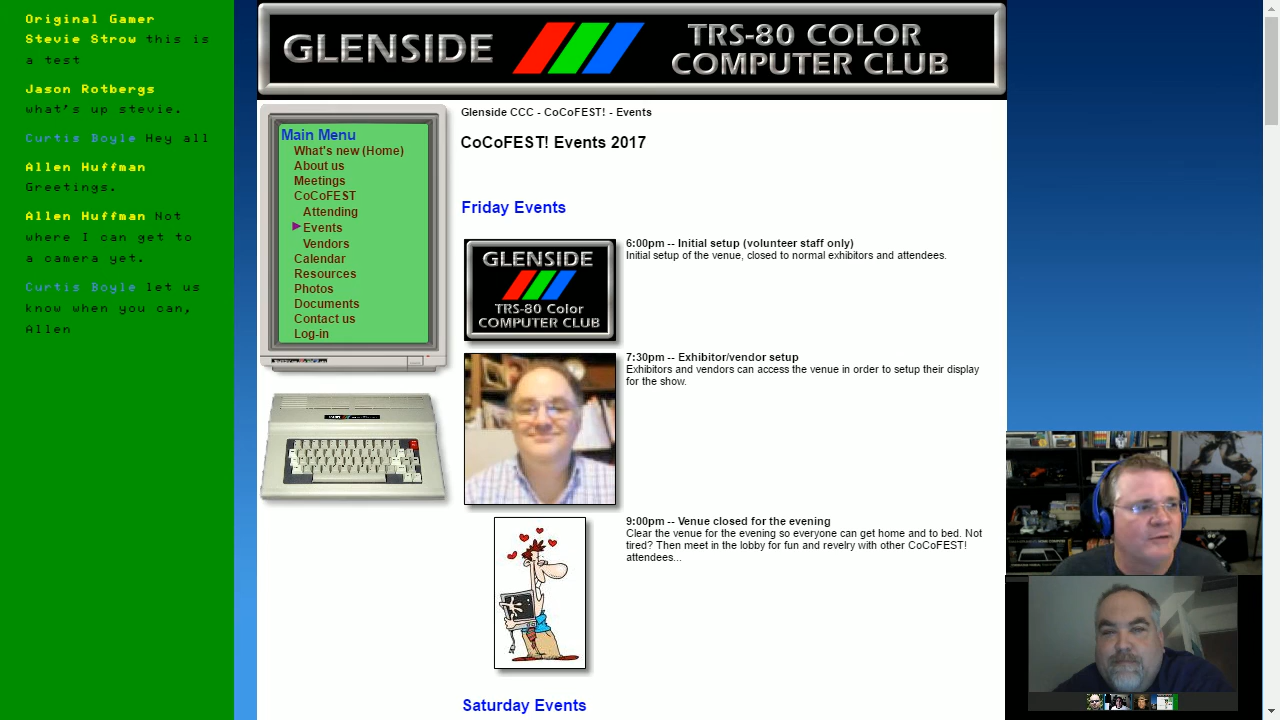 Original Gamer
Stevie Strow this is
a test
Jason Rotbergs
what's up stevie.
Curtis Boyle Hey all
Allen Huffman
Greetings.
Allen Huffman Not
where I can get to
a camera yet.
Curtis Boyle let us
know when you can,
Allen
GLENSIDE
TRS-80 COLOR
COMPUTER CLUB
Main Menu
What's new (Home)
About us
Meetings
CoCoFEST
Attending
Events
Vendors
Calendar
Resources
Photos
Documents
Contact us
Log-in
Glenside CCC - CoCoFEST! - Events
CoCoFEST! Events 2017
Friday Events
GLENSIDE
TRS-80 Color
COMPUTER CLUB
6:00pm -- Initial setup (volunteer staff only)
Initial setup of the venue, closed to normal exhibitors and attendees.
7:30pm -- Exhibitor/vendor setup
Exhibitors and vendors can access the venue in order to setup their display
for the show.
9:00pm -- Venue closed for the evening
Clear the venue for the evening so everyone can get home and to bed. Not
tired? Then meet in the lobby for fun and revelry with other CoCoFEST!
attendees...
Saturday Events